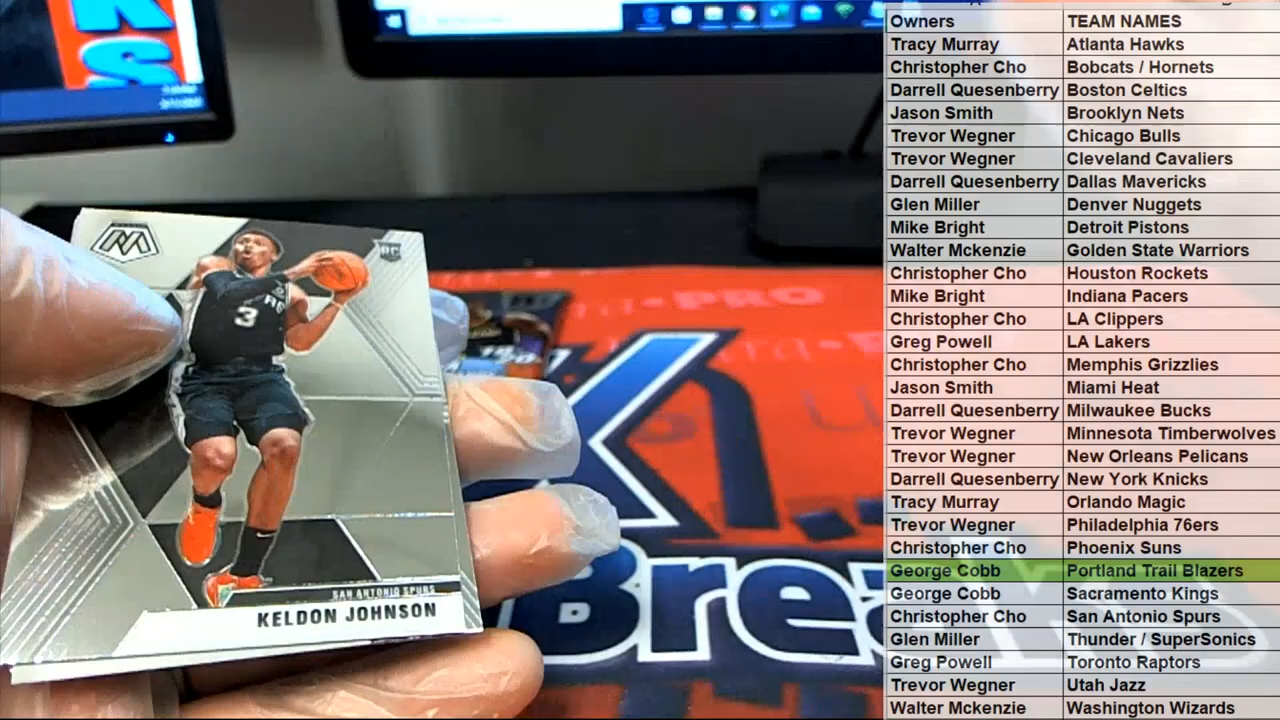 Owners TEAM NAMES
Tracy Murray Atlanta Hawks
Christopher Cho Bobcats / Hornets
Darrell Quesenberry Boston Celtics
Jason Smith Brooklyn Nets
Trevor Wegner Chicago Bulls
Trevor Wegner Cleveland Cavaliers
Darrell Quesenberry Dallas Mavericks
Glen Miller Denver Nuggets
Mike Bright Detroit Pistons
Walter Mckenzie Golden State Warriors
Christopher Cho Houston Rockets
Mike Bright Indiana Pacers
Christopher Cho LA Clippers
Greg Powell LA Lakers
Christopher Cho Memphis Grizzlies
Jason Smith Miami Heat
Darrell Quesenberry Milwaukee Bucks
Trevor Wegner Minnesota Timberwolves
Trevor Wegner New Orleans Pelicans
Darrell Quesenberry New York Knicks
Tracy Murray Orlando Magic
Trevor Wegner Philadelphia 76ers
Christopher Cho Phoenix Suns
George Cobb Portland Trail Blazers
George Cobb Sacramento Kings
Christopher Cho San Antonio Spurs
Glen Miller Thunder / SuperSonics
Greg Powell Toronto Raptors
Trevor Wegner Utah Jazz
Walter Mckenzie Washington Wizards
KS
RC
3
SAN ANTONIO SPURS
KELDON JOHNSON
PRO
K
Breaks